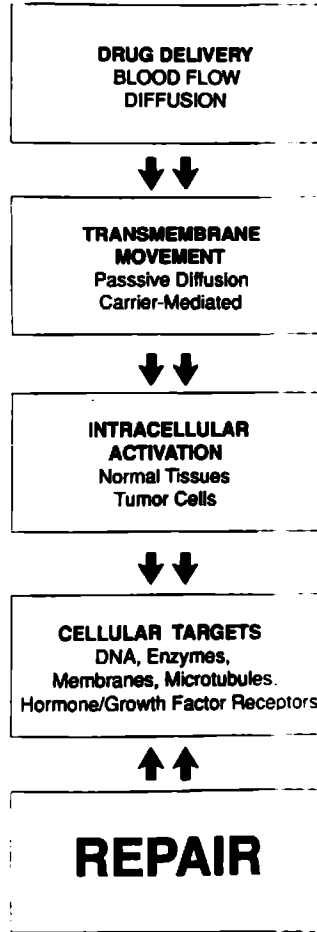 DRUG DELIVERY
BLOOD FLOW
DIFFUSION
TRANSMEMBRANE
MOVEMENT
Passsive Diffusion
Carrier-Mediated
INTRACELLULAR
ACTIVATION
Normal Tissues
Tumor Cells
CELLULAR TARGETS
DNA, Enzymes,
Membranes, Microtubules.
Hormone/Growth Factor Receptors
REPAIR